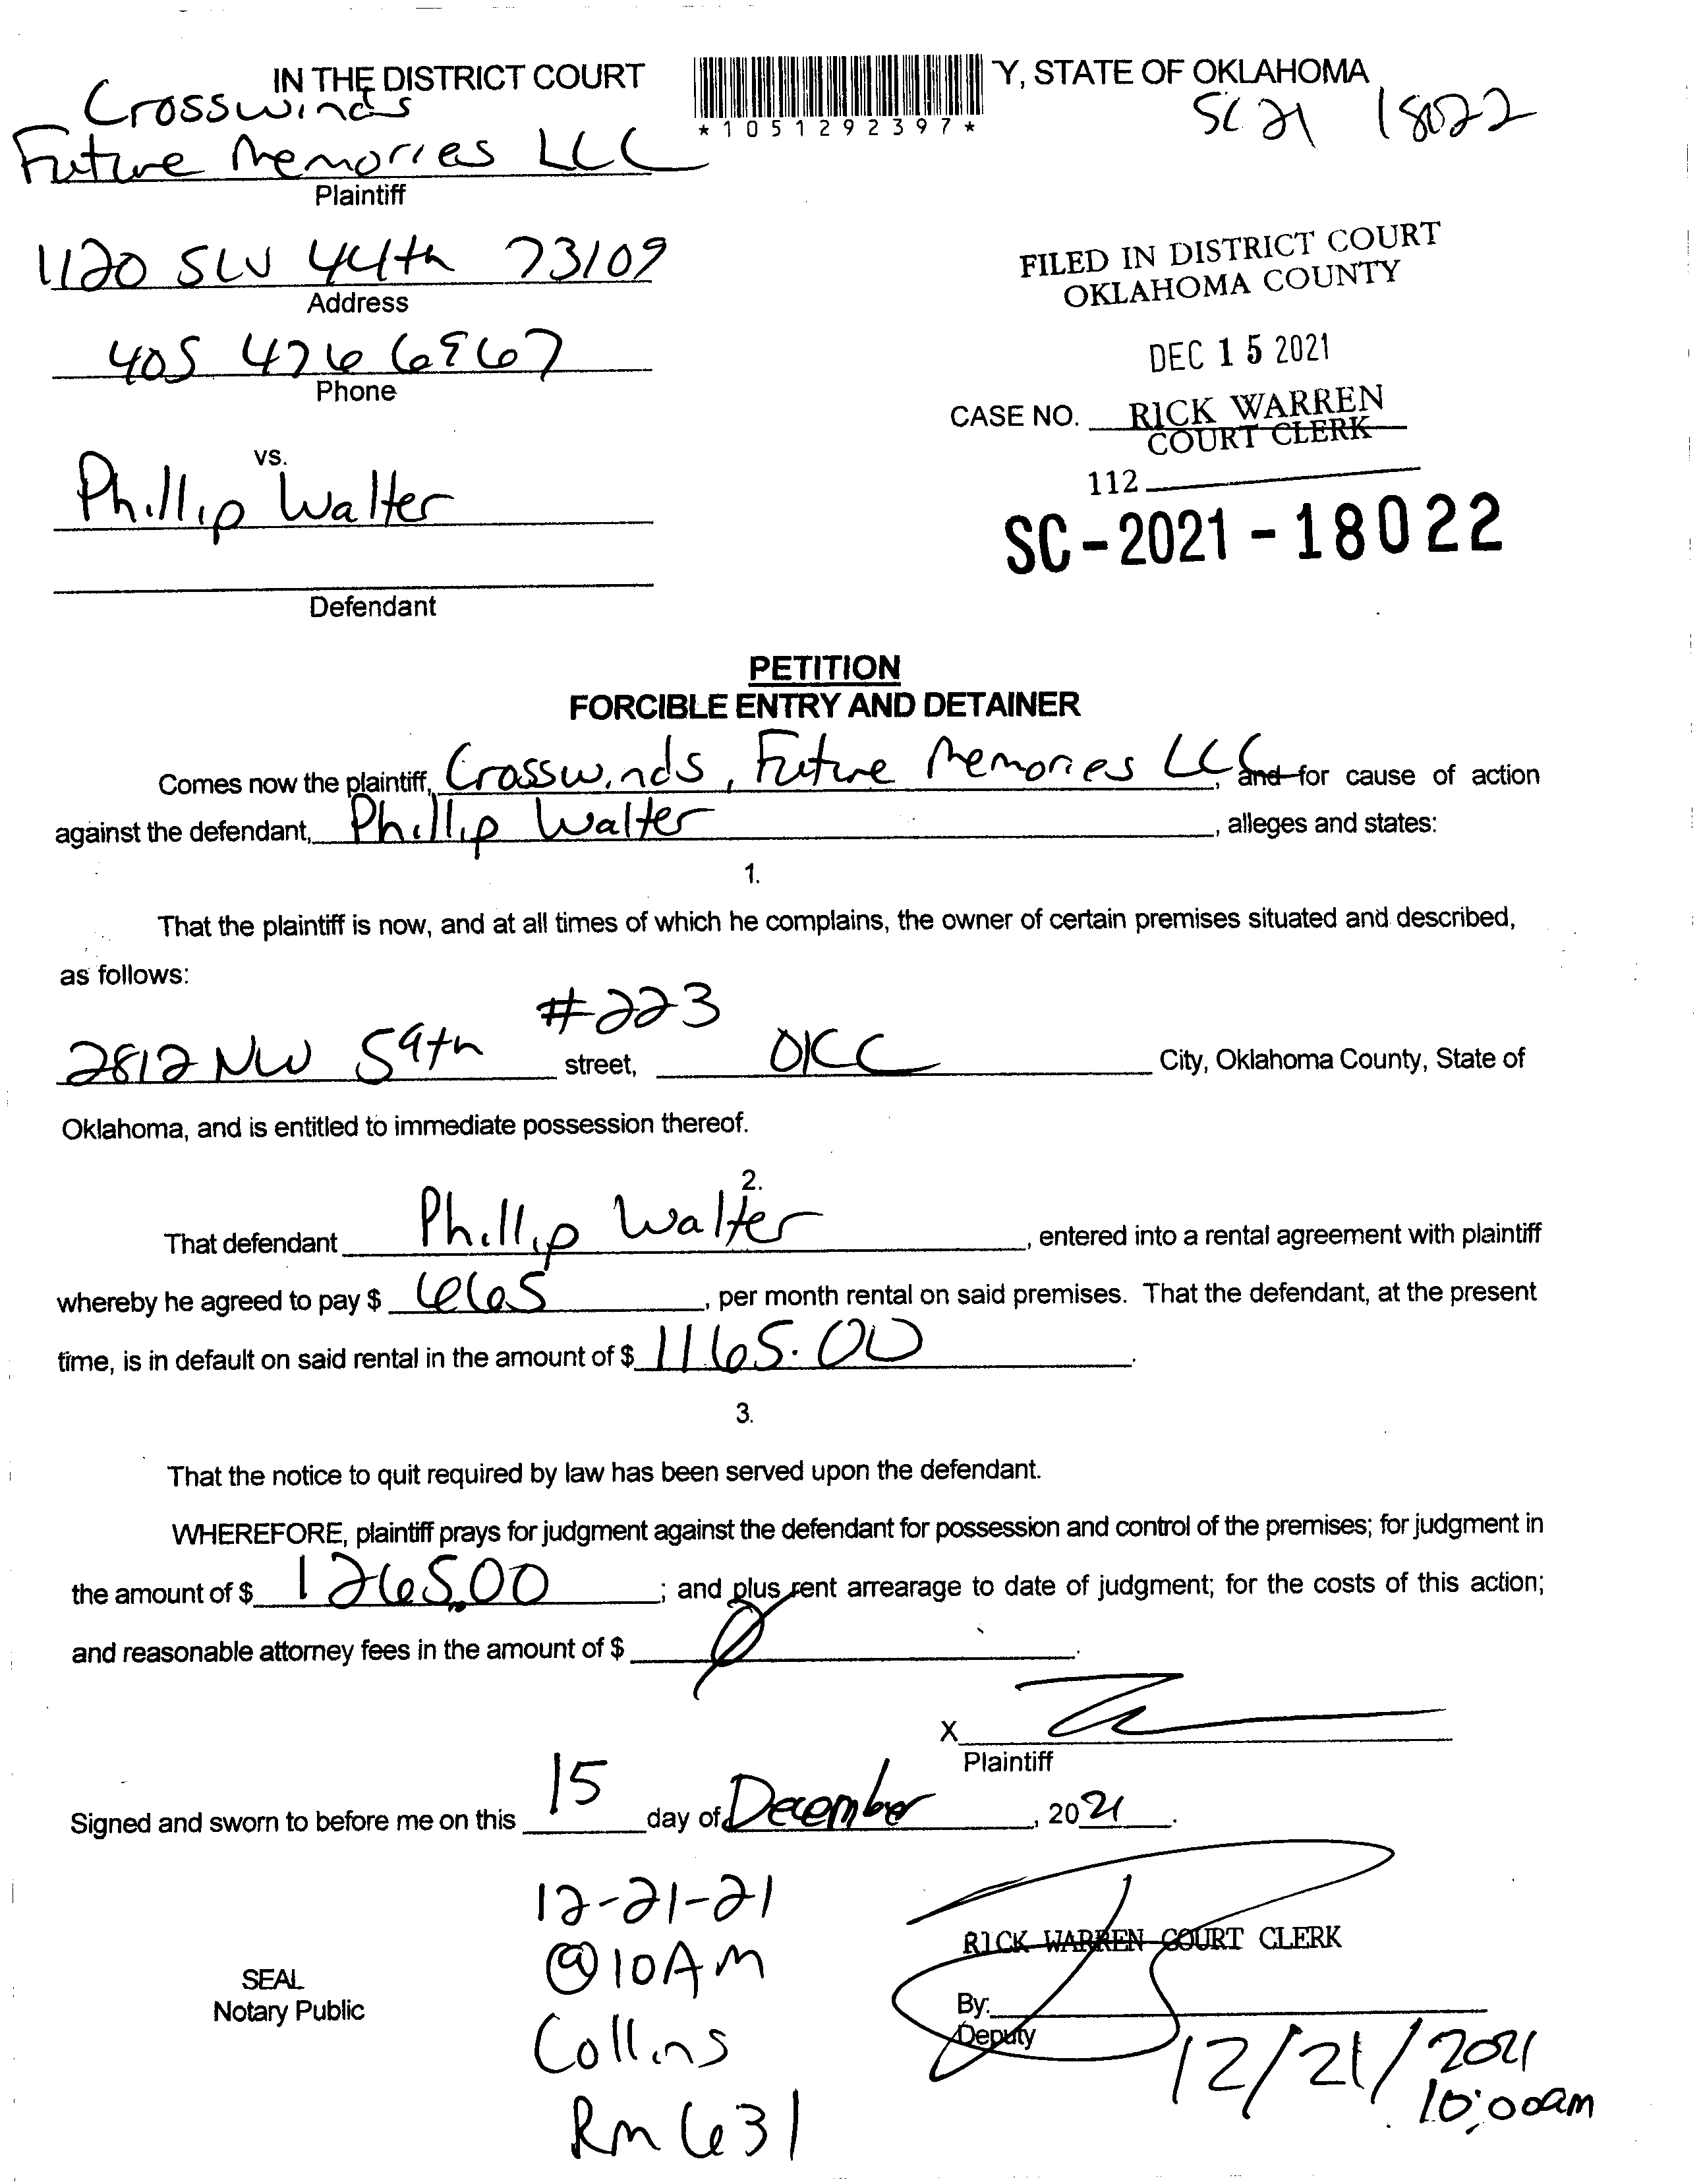 IN THE DISTRICT COURT Y, STATE OF OKLAHOMA
*1051292397*
SC 21 18022
Crosswinds
Future Memories LLC
Plaintiff
1120 SW 44th 73109
Address
FILED IN DISTRICT COURT
OKLAHOMA COUNTY
405 476 6967
Phone
DEC 15 2021
CASE NO. RICK WARREN
COURT CLERK
112
vs.
Phillip Walter
SC-2021-18022
Defendant
PETITION
FORCIBLE ENTRY AND DETAINER
Comes now the plaintiff, Crosswinds, Future Memories LLC, and for cause of action
against the defendant, Phillip Walter, alleges and states:
1.
That the plaintiff is now, and at all times of which he complains, the owner of certain premises situated and described,
as follows:
#223
2812 NW 59th street, OKC City, Oklahoma County, State of
Oklahoma, and is entitled to immediate possession thereof.
2.
That defendant Phillip Walter, entered into a rental agreement with plaintiff
whereby he agreed to pay $ 665, per month rental on said premises. That the defendant, at the present
time, is in default on said rental in the amount of $ 1165.00.
3.
That the notice to quit required by law has been served upon the defendant.
WHEREFORE, plaintiff prays for judgment against the defendant for possession and control of the premises; for judgment in
the amount of $ 1265.00; and plus rent arrearage to date of judgment; for the costs of this action;
and reasonable attorney fees in the amount of $ 0.
X
Plaintiff
Signed and sworn to before me on this 15 day of December, 2021.
12-21-21
@10AM
Collins
Rm 631
RICK WARREN COURT CLERK
SEAL
Notary Public
By:
Deputy
12/21/2021
10:00am